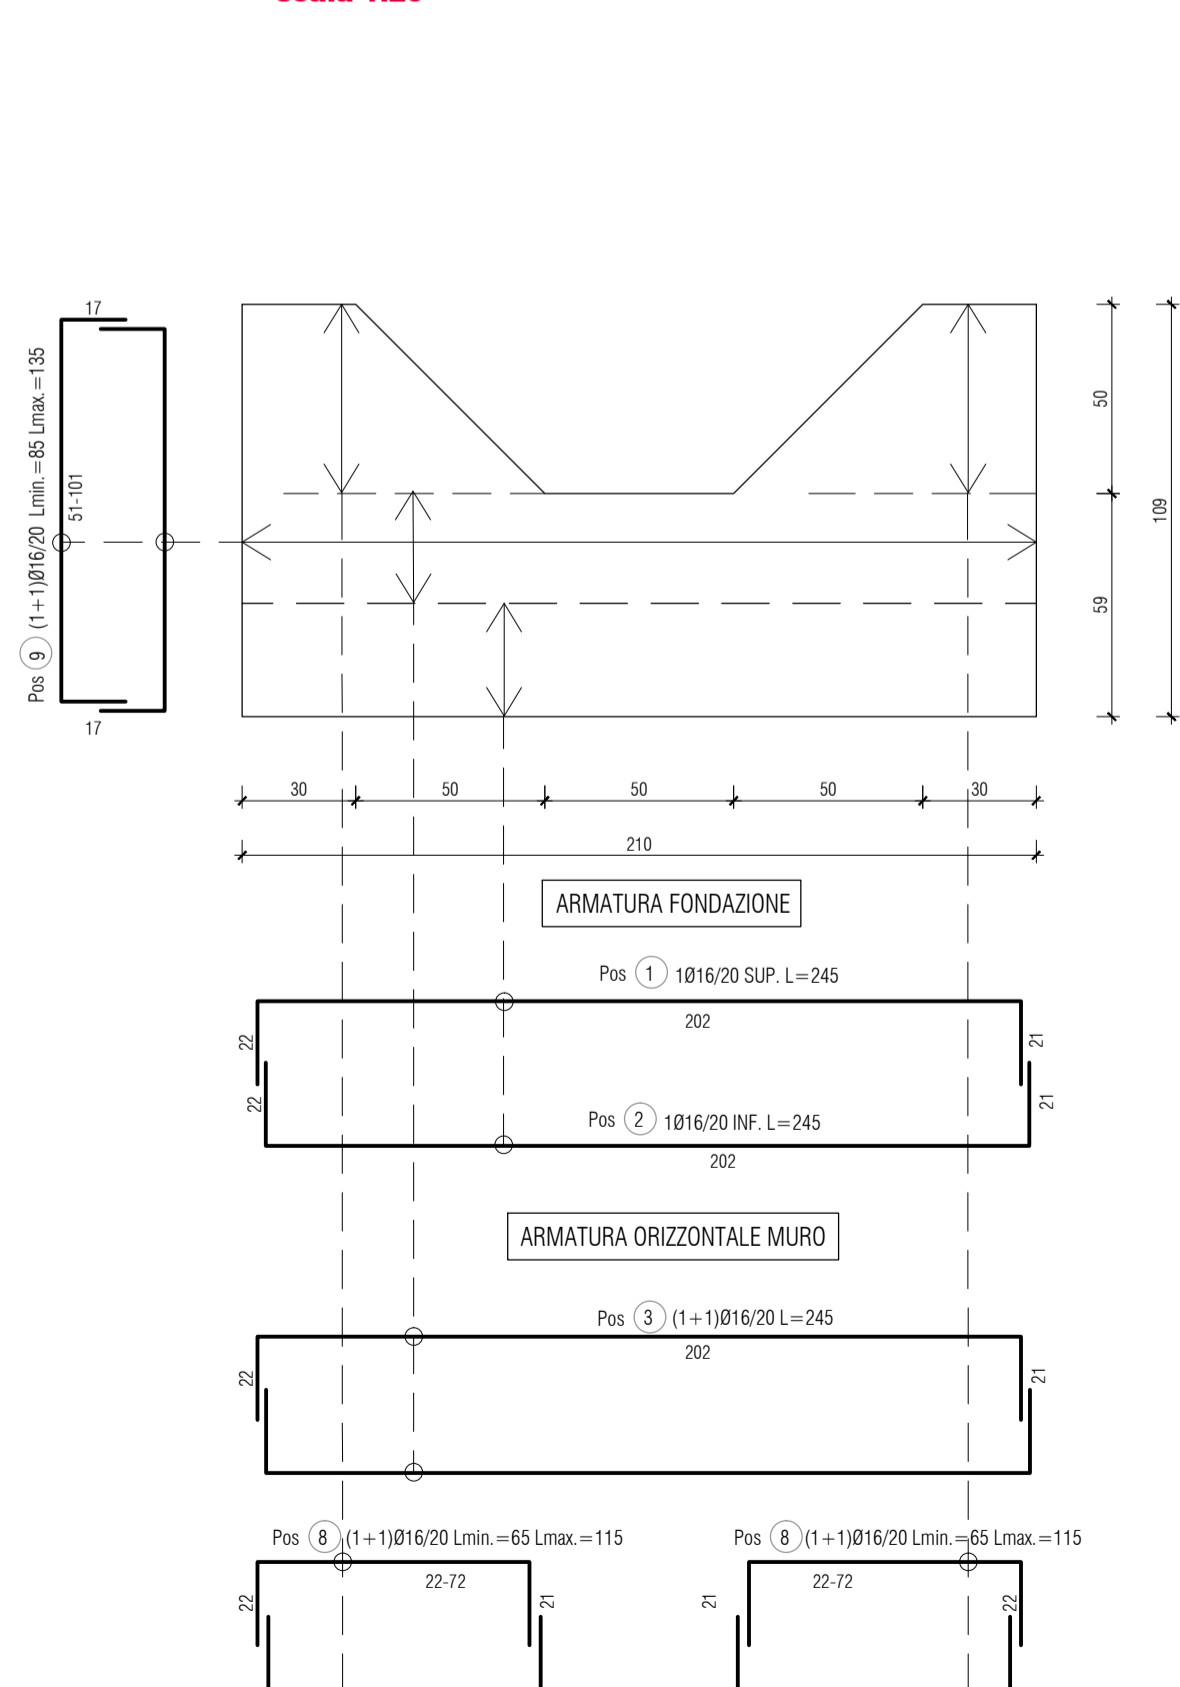 17
Pos 9 (1+1)Ø16/20 Lmin.=85 Lmax.=135
51-101
17
50
59
109
30 50 50 50 30
210
ARMATURA FONDAZIONE
Pos 1 1Ø16/20 SUP. L=245
202
22
21
22
21
Pos 2 1Ø16/20 INF. L=245
202
ARMATURA ORIZZONTALE MURO
Pos 3 (1+1)Ø16/20 L=245
202
22
21
Pos 8 (1+1)Ø16/20 Lmin.=65 Lmax.=115
22-72
22
21
Pos 8 (1+1)Ø16/20 Lmin.=65 Lmax.=115
22-72
21
22